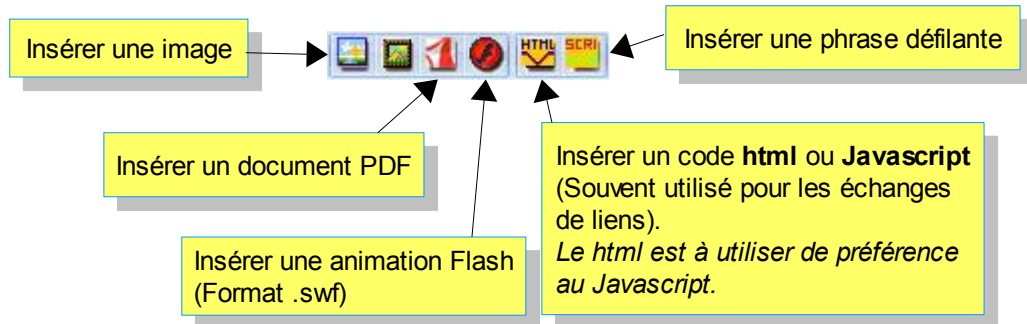 Insérer une image
HTML
SCRI
Insérer une phrase défilante
Insérer un document PDF
Insérer un code html ou Javascript
(Souvent utilisé pour les échanges
de liens).
Le html est à utiliser de préférence
au Javascript.
Insérer une animation Flash
(Format .swf)